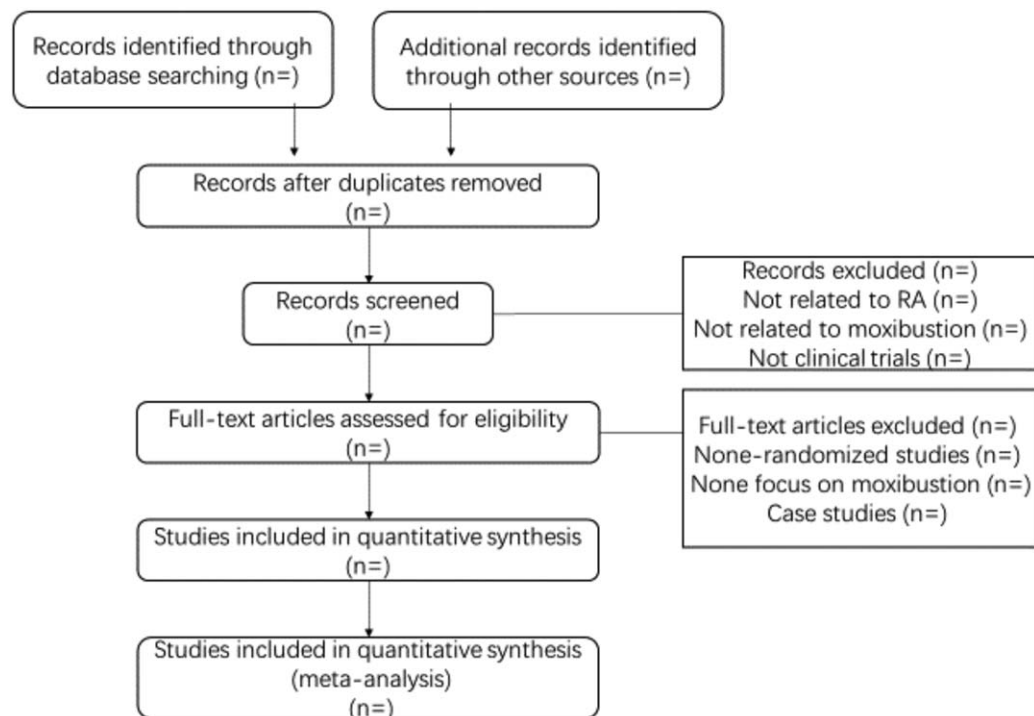 Records identified through
database searching (n=)
Additional records identified
through other sources (n=)
Records after duplicates removed
(n=)
Records screened
(n=)
Records excluded (n=)
Not related to RA (n=)
Not related to moxibustion (n=)
Not clinical trials (n=)
Full-text articles assessed for eligibility
(n=)
Full-text articles excluded (n=)
None-randomized studies (n=)
None focus on moxibustion (n=)
Case studies (n=)
Studies included in quantitative synthesis
(n=)
Studies included in quantitative synthesis
(meta-analysis)
(n=)